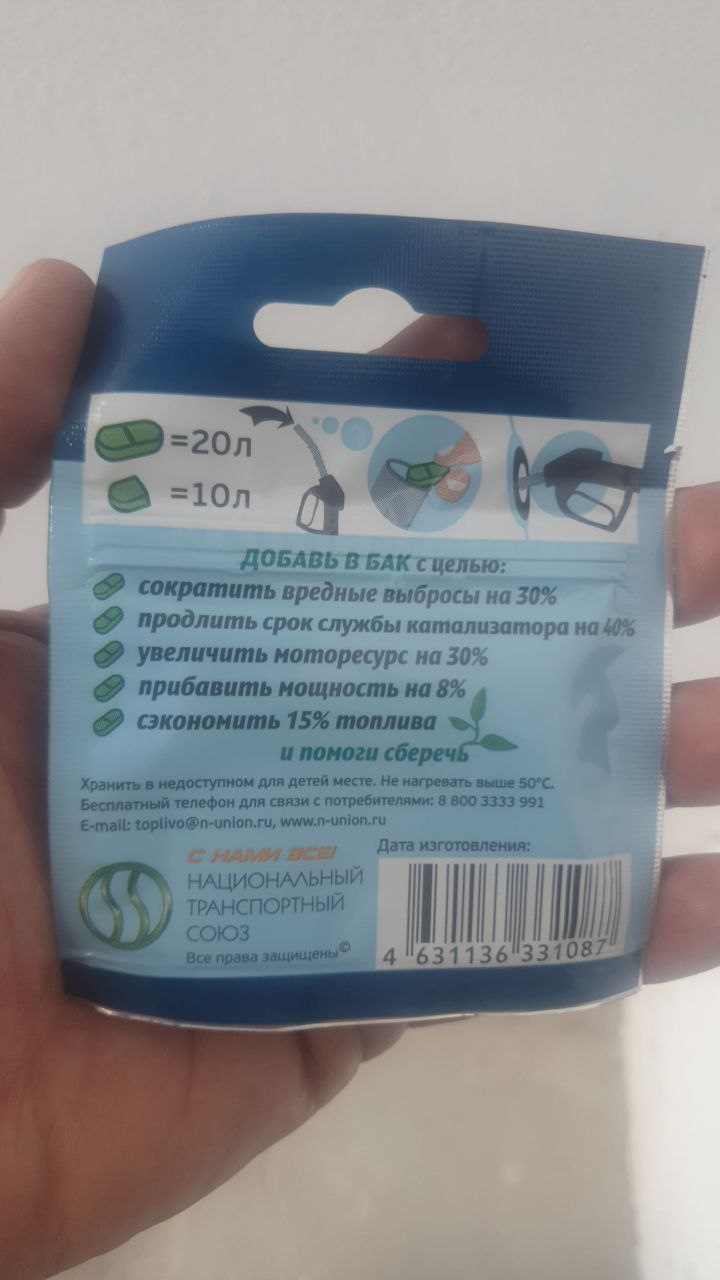 =20л
=10л
ДОБАВЬ В БАК с целью:
сократить вредные выбросы на 30%
продлить срок службы катализатора на 40%
увеличить моторесурс на 30%
прибавить мощность на 8%
сэкономить 15% топлива
и помоги сберечь
Хранить в недоступном для детей месте. Не нагревать выше 50°С.
Бесплатный телефон для связи с потребителями: 8 800 3333 991
E-mail: toplivo@n-union.ru, www.n-union.ru
Дата изготовления:
С НАМИ ВСЕ!
НАЦИОНАЛЬНЫЙ
ТРАНСПОРТНЫЙ
СОЮЗ
Все права защищены©
4 631136 331087